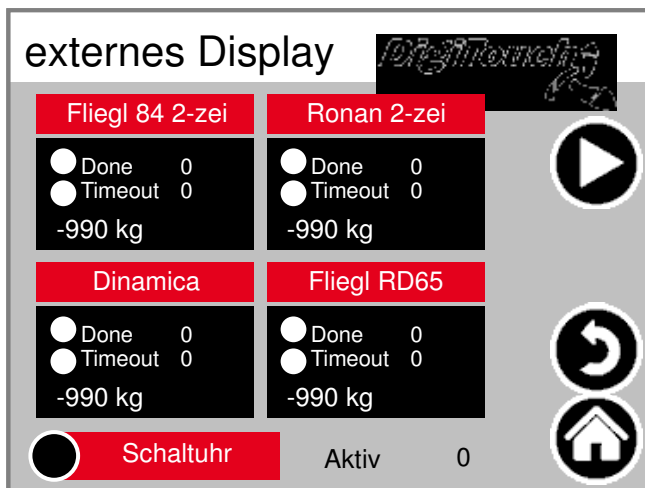 externes Display
DigiTouch
Fliegl 84 2-zei
Ronan 2-zei
Done 0
Timeout 0
-990 kg
Done 0
Timeout 0
-990 kg
Dinamica
Fliegl RD65
Done 0
Timeout 0
-990 kg
Done 0
Timeout 0
-990 kg
Schaltuhr
Aktiv 0